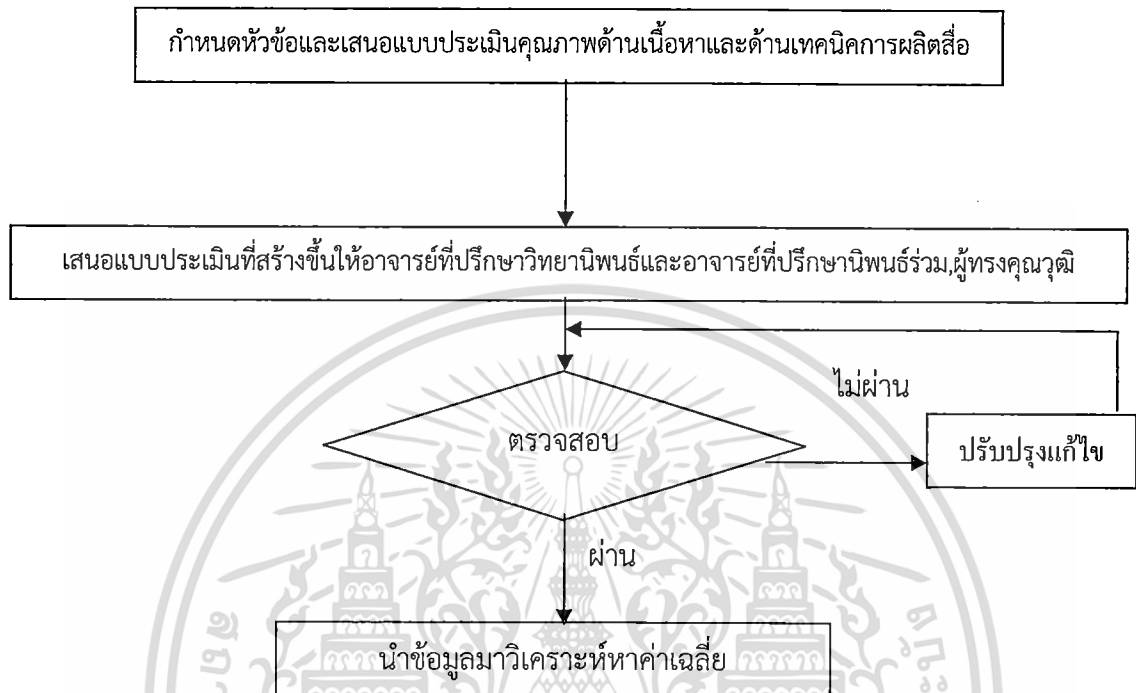 กำหนดหัวข้อและเสนอแบบประเมินคุณภาพด้านเนื้อหาและด้านเทคนิคการผลิตสื่อ
เสนอแบบประเมินที่สร้างขึ้นให้อาจารย์ที่ปรึกษาวิทยานิพนธ์และอาจารย์ที่ปรึกษานิพนธ์ร่วม,ผู้ทรงคุณวุฒิ
ไม่ผ่าน
ตรวจสอบ
ปรับปรุงแก้ไข
ผ่าน
นำข้อมูลมาวิเคราะห์หาค่าเฉลี่ย